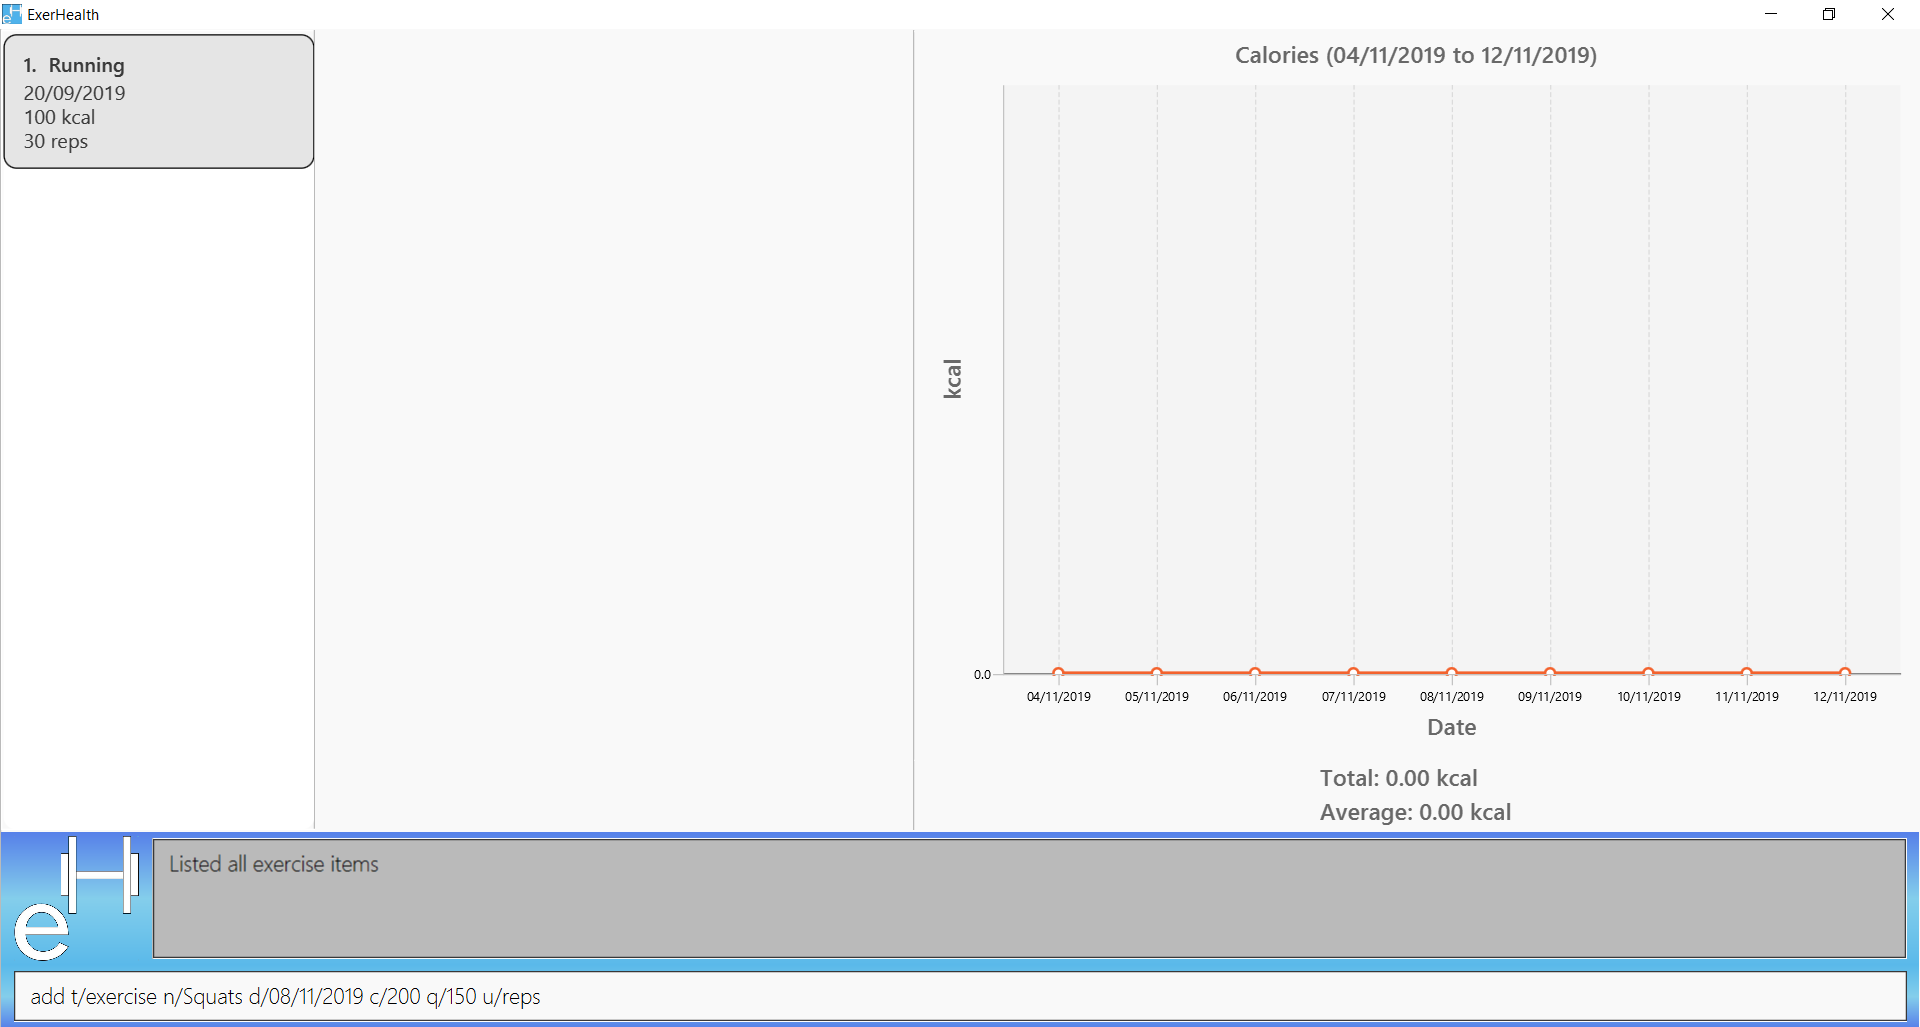 ExerHealth
1. Running
20/09/2019
100 kcal
30 reps
Calories (04/11/2019 to 12/11/2019)
kcal
0.0
04/11/2019 05/11/2019 06/11/2019 07/11/2019 08/11/2019 09/11/2019 10/11/2019 11/11/2019 12/11/2019
Date
Total: 0.00 kcal
Average: 0.00 kcal
eH
Listed all exercise items
add t/exercise n/Squats d/08/11/2019 c/200 q/150 u/reps